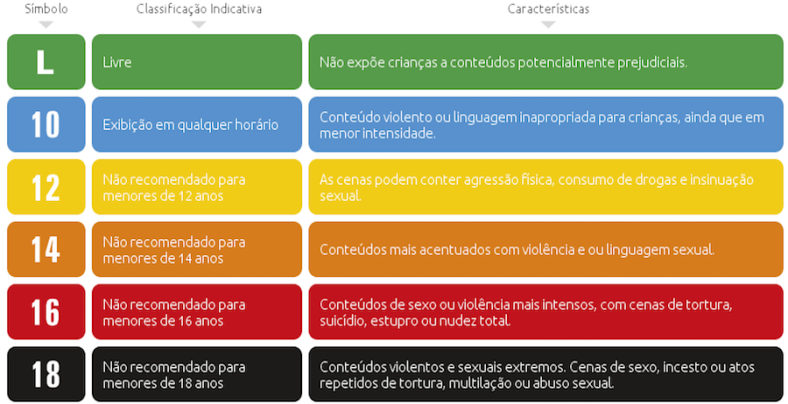 Símbolo Classificação Indicativa Características
L Livre Não expõe crianças a conteúdos potencialmente prejudiciais.
10 Exibição em qualquer horário Conteúdo violento ou linguagem inapropriada para crianças, ainda que em
menor intensidade.
12 Não recomendado para
menores de 12 anos
As cenas podem conter agressão física, consumo de drogas e insinuação
sexual.
14 Não recomendado para
menores de 14 anos
Conteúdos mais acentuados com violência e ou linguagem sexual.
16 Não recomendado para
menores de 16 anos
Conteúdos de sexo ou violência mais intensos, com cenas de tortura,
suicídio, estupro ou nudez total.
18 Não recomendado para
menores de 18 anos
Conteúdos violentos e sexuais extremos. Cenas de sexo, incesto ou atos
repetidos de tortura, multilação ou abuso sexual.